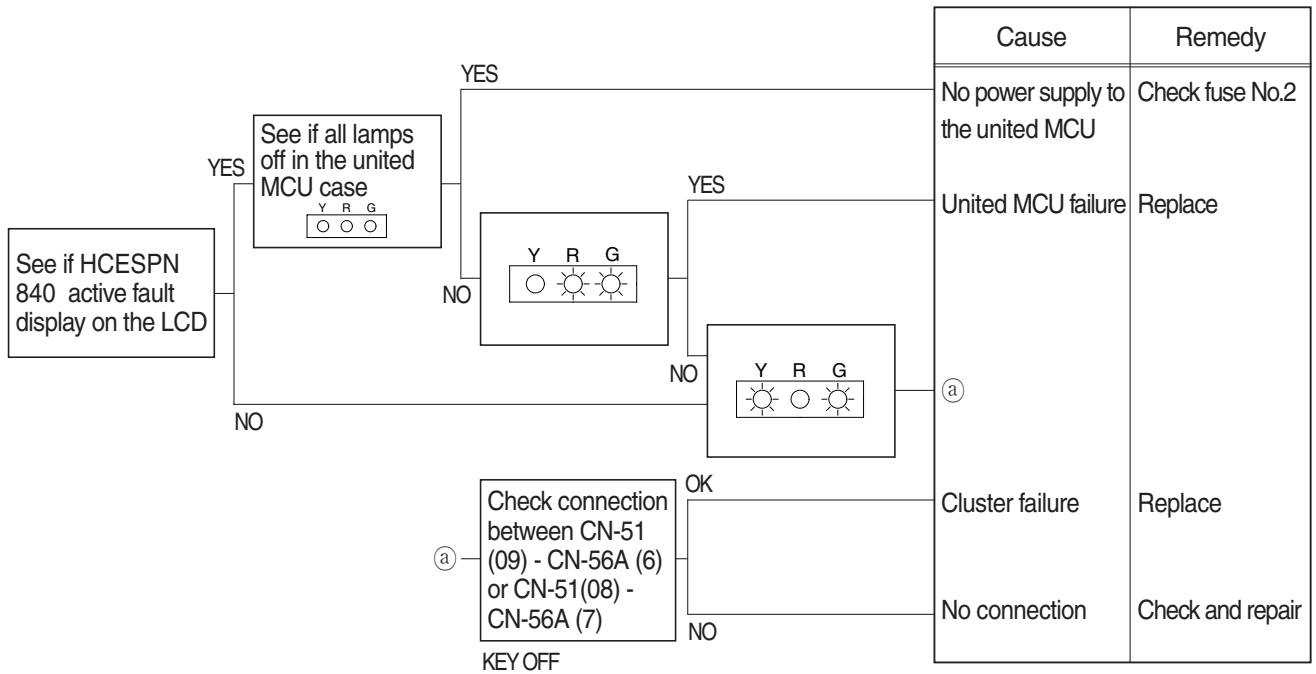 Cause
Remedy
YES
No power supply to
the united MCU
Check fuse No.2
See if all lamps
off in the united
MCU case
Y R G
YES
YES
United MCU failure
Replace
See if HCESPN
840 active fault
display on the LCD
Y R G
NO
NO
Y R G
ⓐ
NO
Check connection
between CN-51
(09) - CN-56A (6)
or CN-51(08) -
CN-56A (7)
ⓐ
OK
Cluster failure
Replace
NO
No connection
Check and repair
KEY OFF